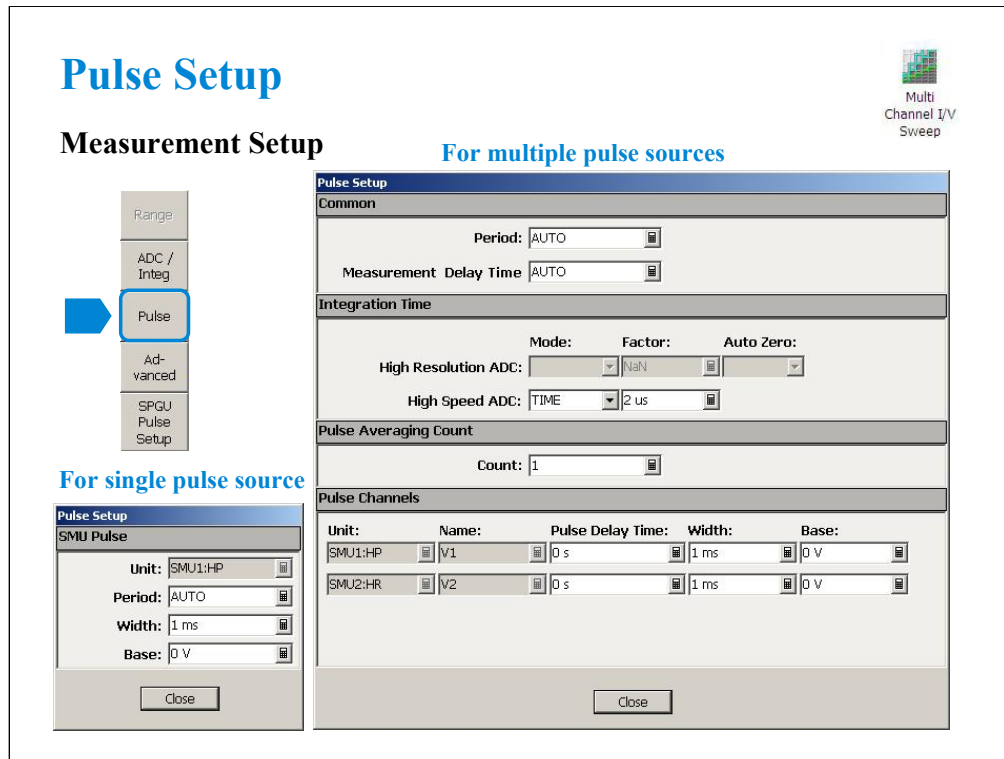 Pulse Setup
Multi
Channel I/V
Sweep
Measurement Setup
Range
ADC /
Integ
Pulse
Ad-
vanced
SPGU
Pulse
Setup
For single pulse source
Pulse Setup
SMU Pulse
Unit: SMU1:HP
Period: AUTO
Width: 1 ms
Base: 0 V
Close
For multiple pulse sources
Pulse Setup
Common
Period: AUTO
Measurement Delay Time AUTO
Integration Time
Mode: Factor: Auto Zero:
High Resolution ADC: NaN
High Speed ADC: TIME 2 us
Pulse Averaging Count
Count: 1
Pulse Channels
Unit: Name: Pulse Delay Time: Width: Base:
SMU1:HP V1 0 s 1 ms 0 V
SMU2:HR V2 0 s 1 ms 0 V
Close